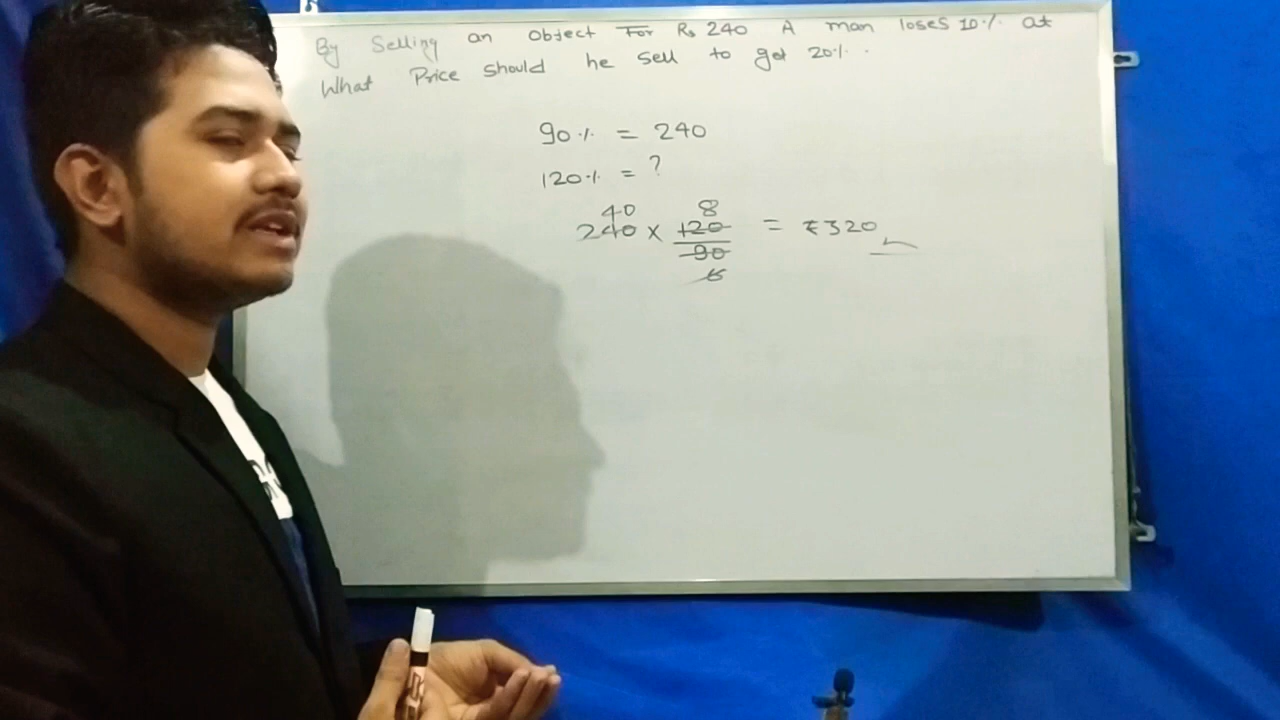 By Selling an object For Rs 240 A man loses 10% at
What Price should he sell to get 20%.
90% = 240
120% = ?
40 8
240 x 120 = ₹320
90
6